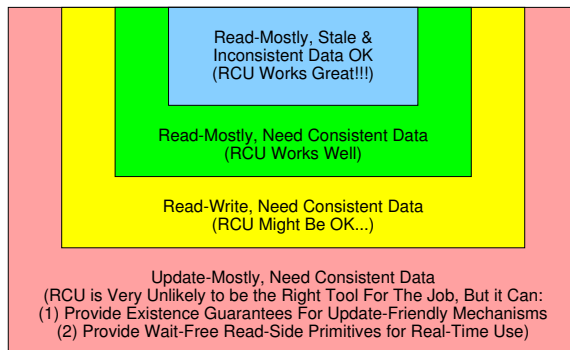 Read-Mostly, Stale &
Inconsistent Data OK
(RCU Works Great!!!)
Read-Mostly, Need Consistent Data
(RCU Works Well)
Read-Write, Need Consistent Data
(RCU Might Be OK...)
Update-Mostly, Need Consistent Data
(RCU is Very Unlikely to be the Right Tool For The Job, But it Can:
(1) Provide Existence Guarantees For Update-Friendly Mechanisms
(2) Provide Wait-Free Read-Side Primitives for Real-Time Use)